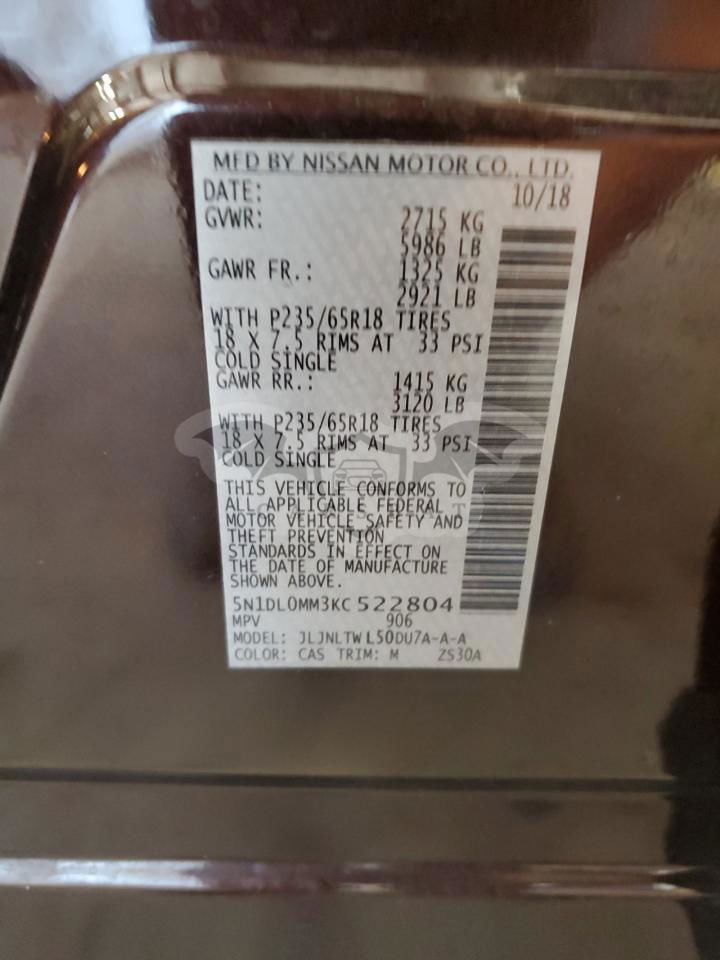 MFD BY NISSAN MOTOR CO., LTD.
DATE: 10/18
GVWR: 2715 KG
5986 LB
GAWR FR.: 1325 KG
2921 LB
WITH P235/65R18 TIRES
18 X 7.5 RIMS AT 33 PSI
COLD SINGLE
GAWR RR.: 1415 KG
3120 LB
WITH P235/65R18 TIRES
18 X 7.5 RIMS AT 33 PSI
COLD SINGLE
THIS VEHICLE CONFORMS TO
ALL APPLICABLE FEDERAL
MOTOR VEHICLE SAFETY AND
THEFT PREVENTION
STANDARDS IN EFFECT ON
THE DATE OF MANUFACTURE
SHOWN ABOVE.
5N1DL0MM3KC522804
MPV 906
MODEL: JLJNLTWL50DU7A-A-A
COLOR: CAS TRIM: M ZS30A